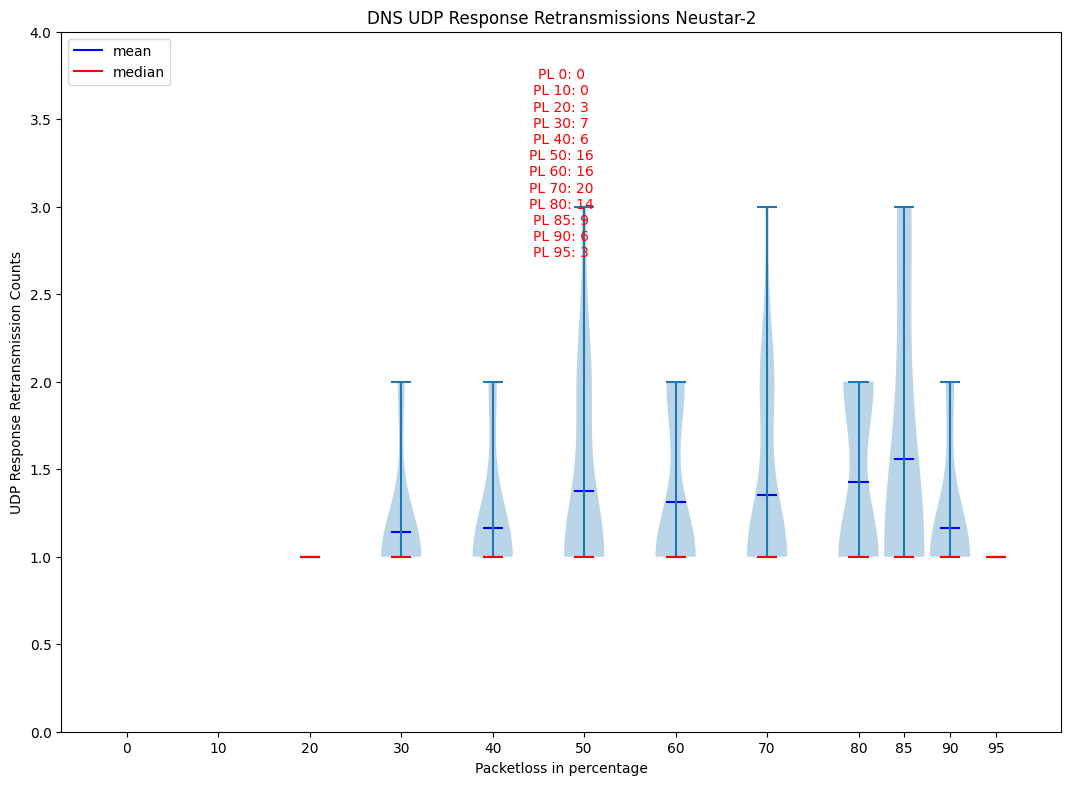 DNS UDP Response Retransmissions Neustar-2
mean
median
PL 0: 0
PL 10: 0
PL 20: 3
PL 30: 7
PL 40: 6
PL 50: 16
PL 60: 16
PL 70: 20
PL 80: 14
PL 85: 9
PL 90: 6
PL 95: 3
UDP Response Retransmission Counts
4.0
3.5
3.0
2.5
2.0
1.5
1.0
0.5
0.0
0 10 20 30 40 50 60 70 80 85 90 95
Packetloss in percentage